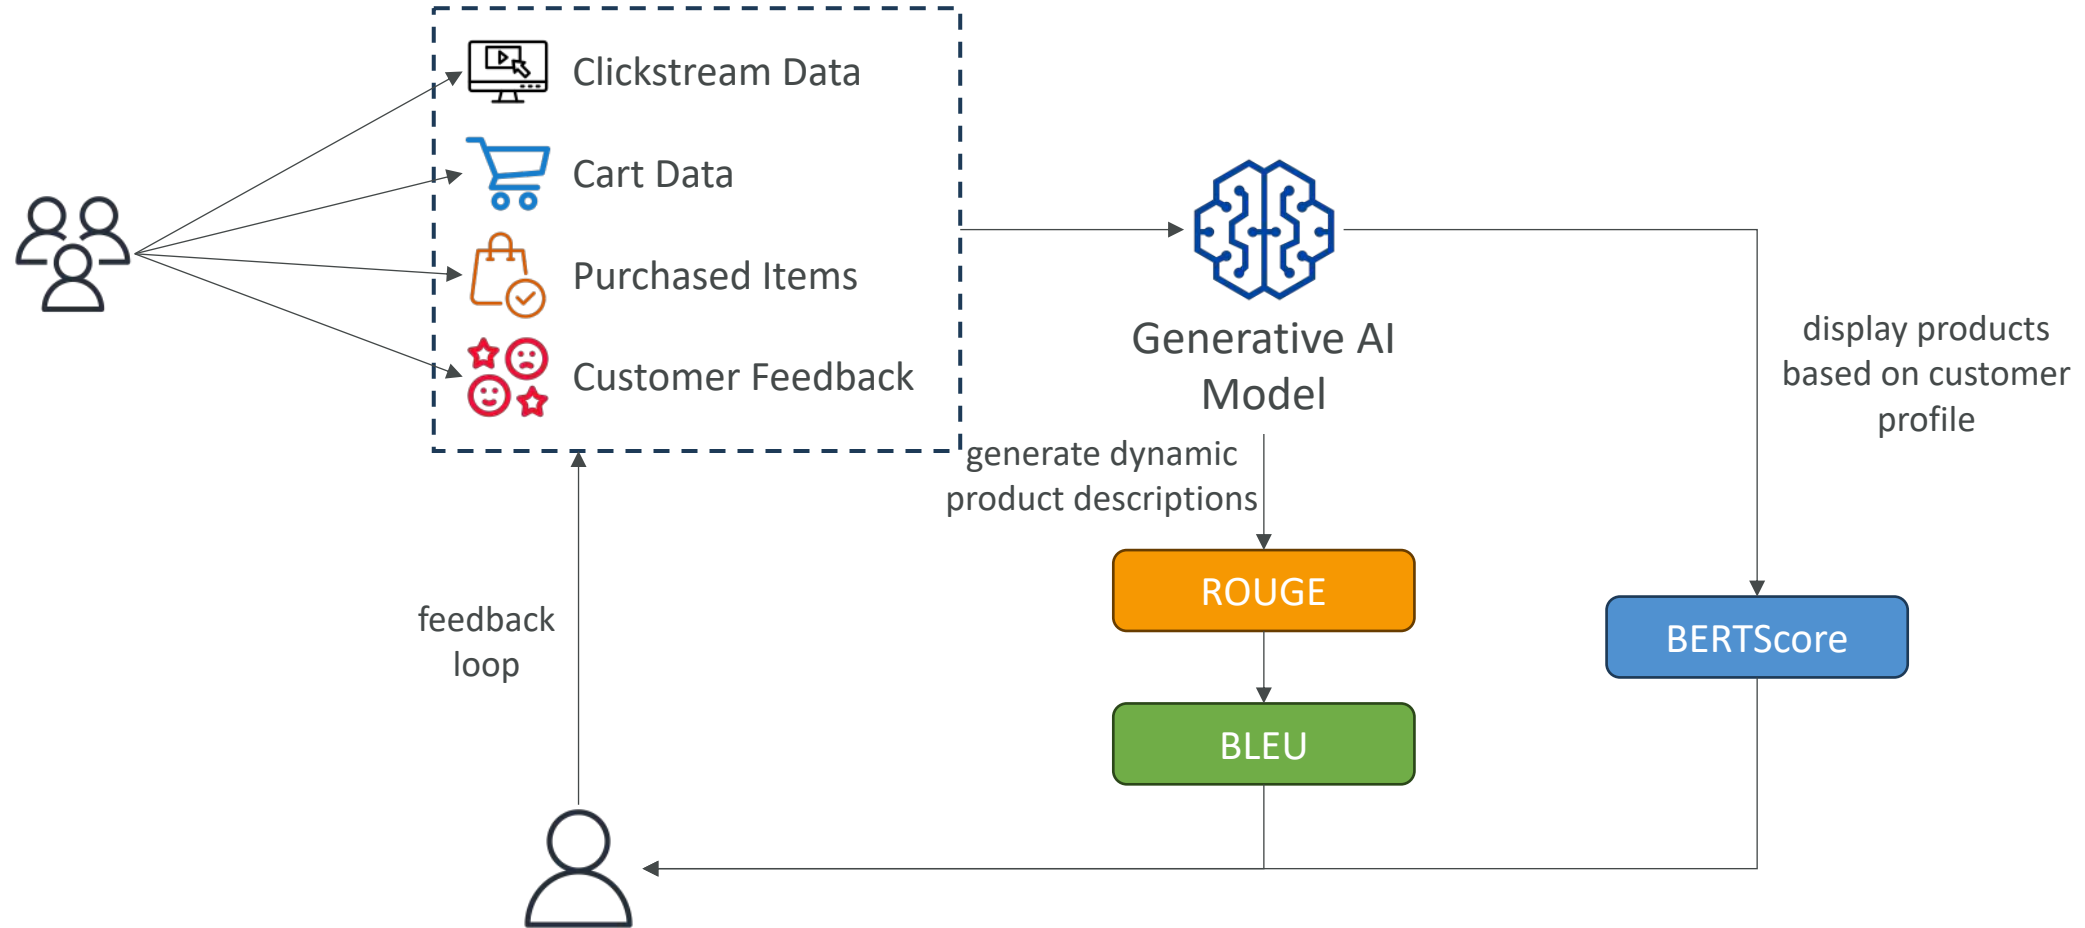 Clickstream Data
Cart Data
Purchased Items
Customer Feedback
Generative AI
Model
display products
based on customer
profile
generate dynamic
product descriptions
ROUGE
BERTScore
feedback
loop
BLEU